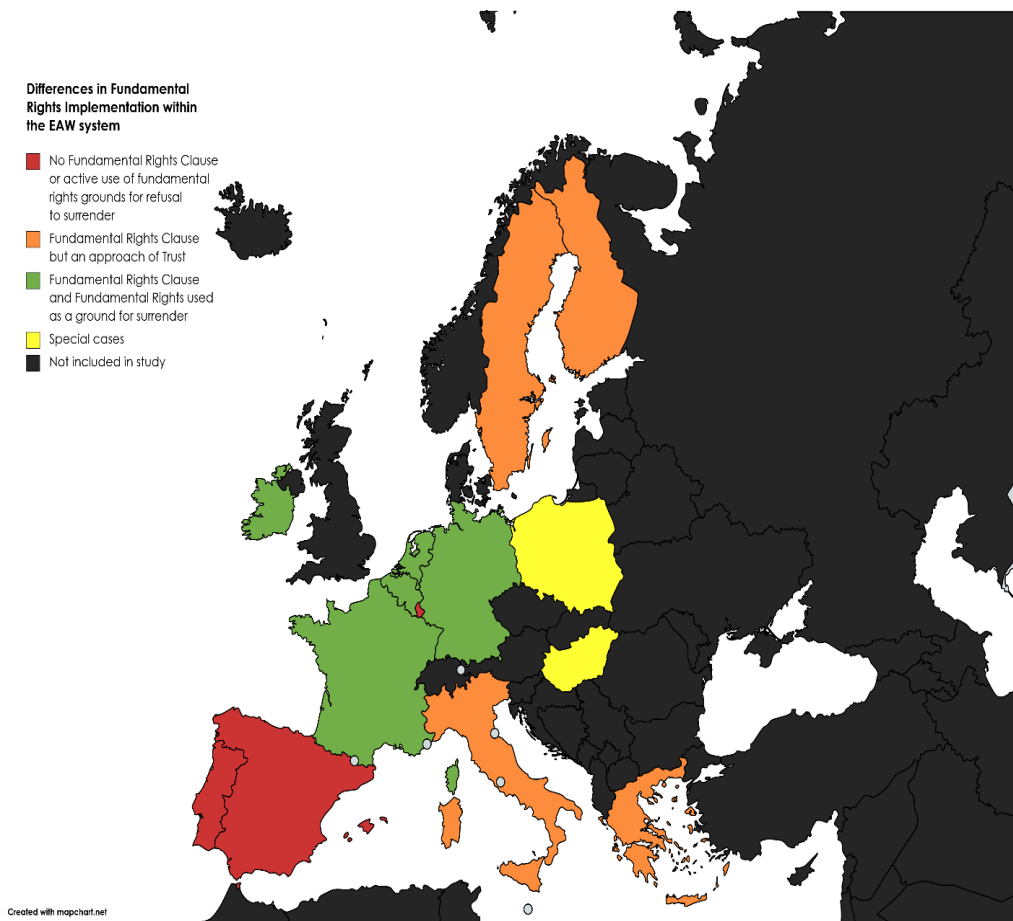 Differences in Fundamental
Rights Implementation within
the EAW system
No Fundamental Rights Clause
or active use of fundamental
rights grounds for refusal
to surrender
Fundamental Rights Clause
but an approach of Trust
Fundamental Rights Clause
and Fundamental Rights used
as a ground for surrender
Special cases
Not included in study
Created with mapchart.net